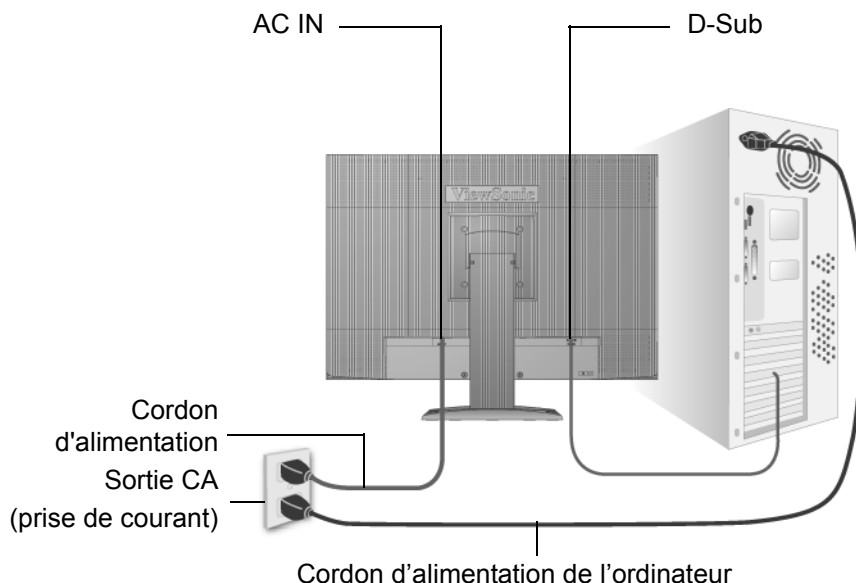 AC IN
D-Sub
ViewSonic
Cordon
d'alimentation
Sortie CA
(prise de courant)
Cordon d’alimentation de l’ordinateur